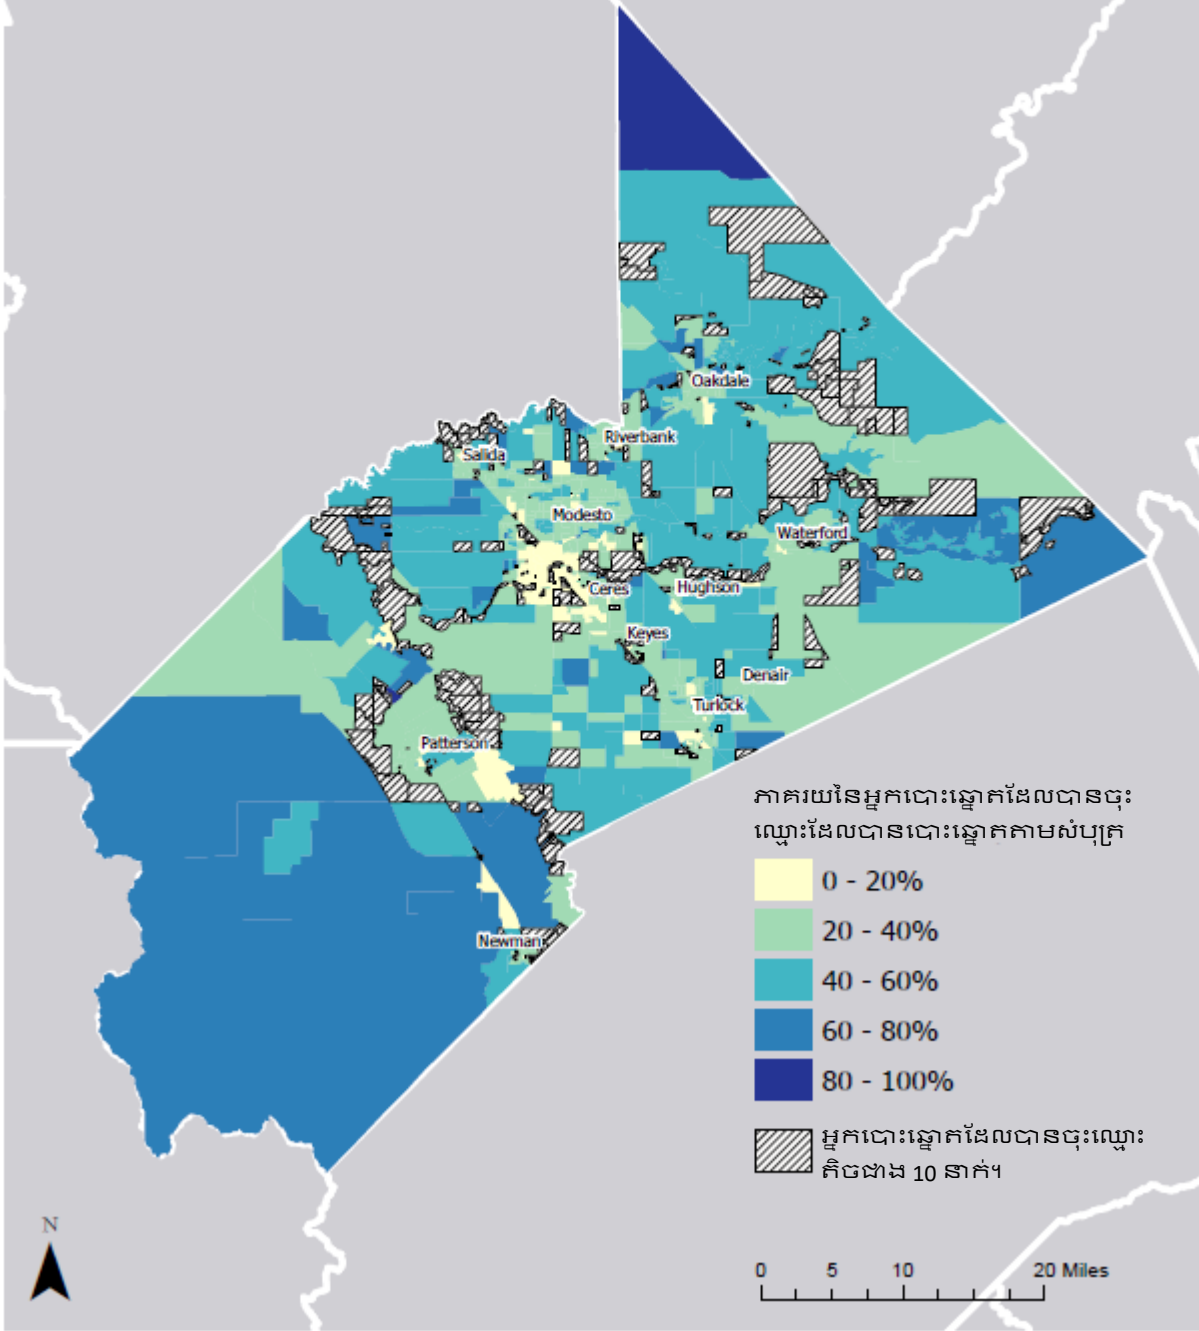 Oakdale
Riverbank
Salida
Modesto
Waterford
Ceres
Hughson
Keyes
Denair
Turlock
Patterson
Newman
ភាគរយនៃអ្នកបោះឆ្នោតដែលបានចុះ
ឈ្មោះដែលបានបោះឆ្នោតតាមសំបុត្រ
0 - 20%
20 - 40%
40 - 60%
60 - 80%
80 - 100%
អ្នកបោះឆ្នោតដែលបានចុះឈ្មោះ
តិចជាង 10 នាក់។
N
0 5 10 20 Miles